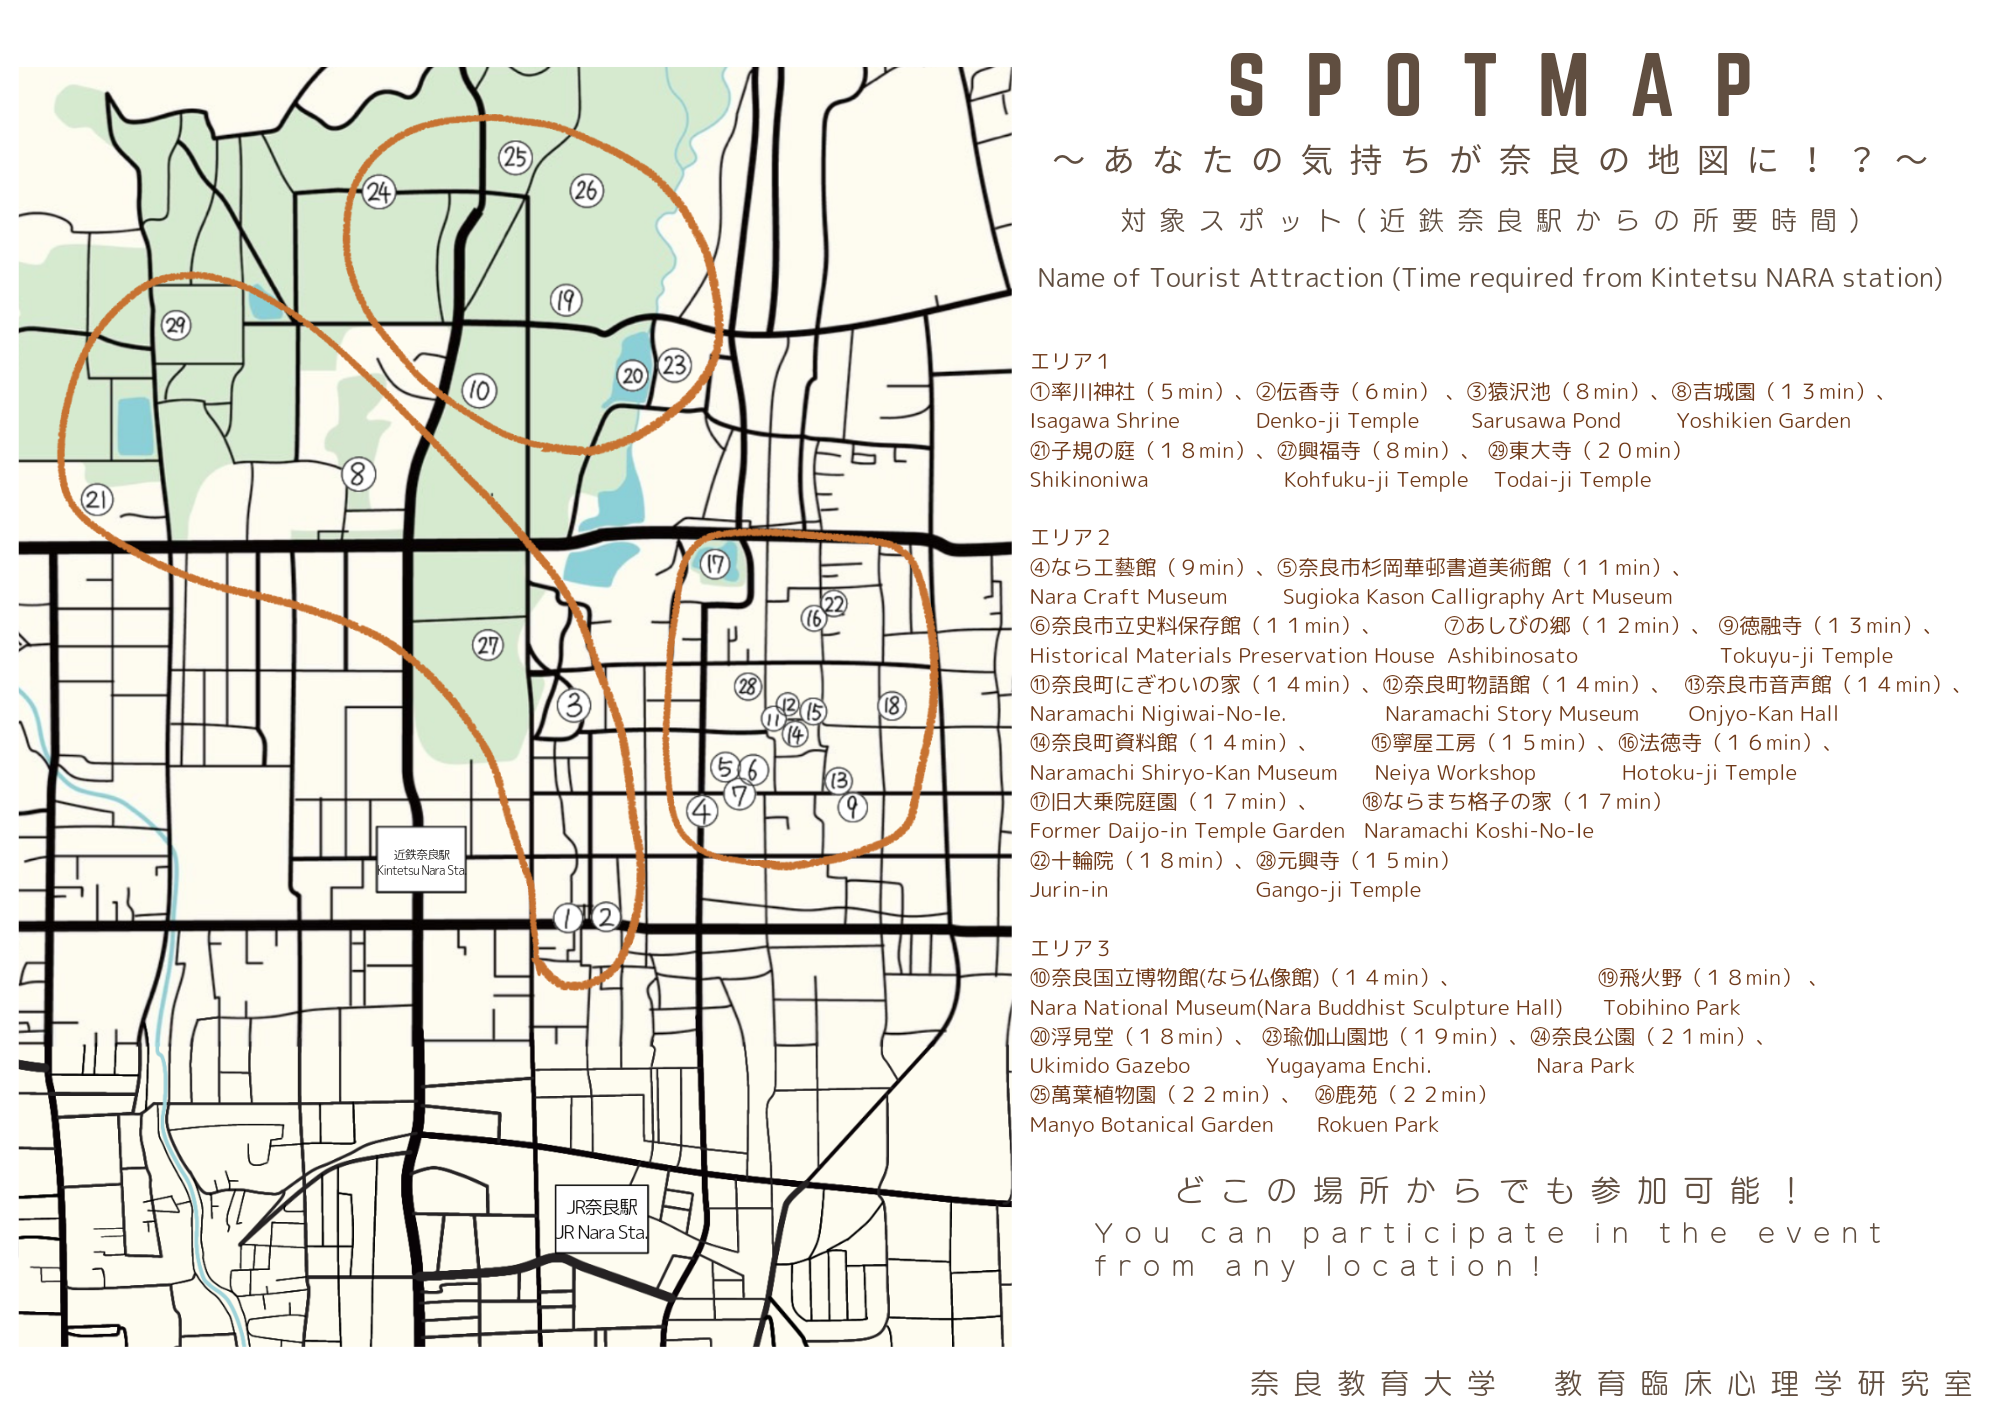 SPOTMAP
～あなたの気持ちが奈良の地図に！？～
対象スポット(近鉄奈良駅からの所要時間)
Name of Tourist Attraction (Time required from Kintetsu NARA station)
エリア１
①率川神社（５min）、②伝香寺（６min）、③猿沢池（８min）、⑧吉城園（１３min）、
Isagawa Shrine Denko-ji Temple Sarusawa Pond Yoshikien Garden
㉑子規の庭（１８min）、㉗興福寺（８min）、㉙東大寺（２０min）
Shikinoniwa Kohfuku-ji Temple Todai-ji Temple
エリア２
④なら工藝館（９min）、⑤奈良市杉岡華邨書道美術館（１１min）、
Nara Craft Museum Sugioka Kason Calligraphy Art Museum
⑥奈良市立史料保存館（１１min）、 ⑦あしびの郷（１２min）、 ⑨徳融寺（１３min）、
Historical Materials Preservation House Ashibinosato Tokuyu-ji Temple
⑪奈良町にぎわいの家（１４min）、⑫奈良町物語館（１４min）、 ⑬奈良市音声館（１４min）、
Naramachi Nigiwai-No-Ie. Naramachi Story Museum Onjyo-Kan Hall
⑭奈良町資料館（１４min）、 ⑮寧屋工房（１５min）、⑯法徳寺（１６min）、
Naramachi Shiryo-Kan Museum Neiya Workshop Hotoku-ji Temple
⑰旧大乗院庭園（１７min）、 ⑱ならまち格子の家（１７min）
Former Daijo-in Temple Garden Naramachi Koshi-No-Ie
㉒十輪院（１８min）、㉘元興寺（１５min）
Jurin-in Gango-ji Temple
エリア３
⑩奈良国立博物館(なら仏像館)（１４min）、 ⑲飛火野（１８min）、
Nara National Museum(Nara Buddhist Sculpture Hall) Tobihino Park
⑳浮見堂（１８min）、 ㉓瑜伽山園地（１９min）、㉔奈良公園（２１min）、
Ukimido Gazebo Yugayama Enchi. Nara Park
㉕萬葉植物園（２２min）、 ㉖鹿苑（２２min）
Manyo Botanical Garden Rokuen Park
どこの場所からでも参加可能！
You can participate in the event
from any location!
奈良教育大学 教育臨床心理学研究室
㉕
㉔
㉖
⑲
㉙
⑳
㉓
⑩
⑧
㉑
⑰
㉒
⑯
㉗
㉘
③
⑫
⑮
⑪
⑱
⑭
⑤
⑥
⑬
⑦
④
⑨
近鉄奈良駅
Kintetsu Nara Sta.
①
②
JR奈良駅
JR Nara Sta.